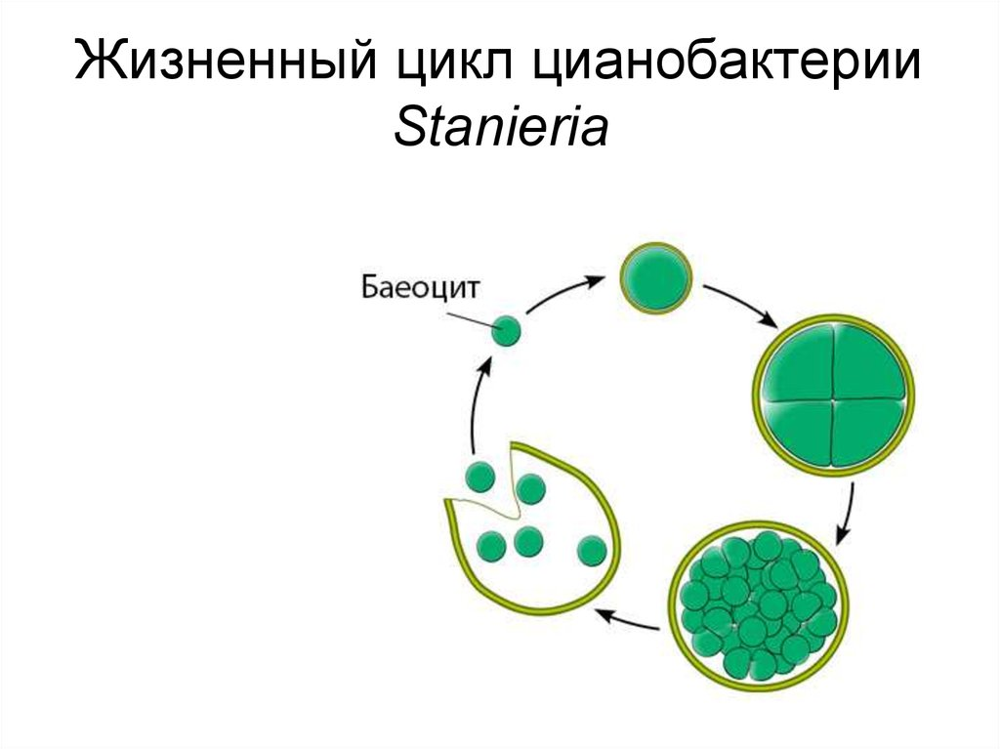 Жизненный цикл цианобактерии
Stanieria
Баеоцит